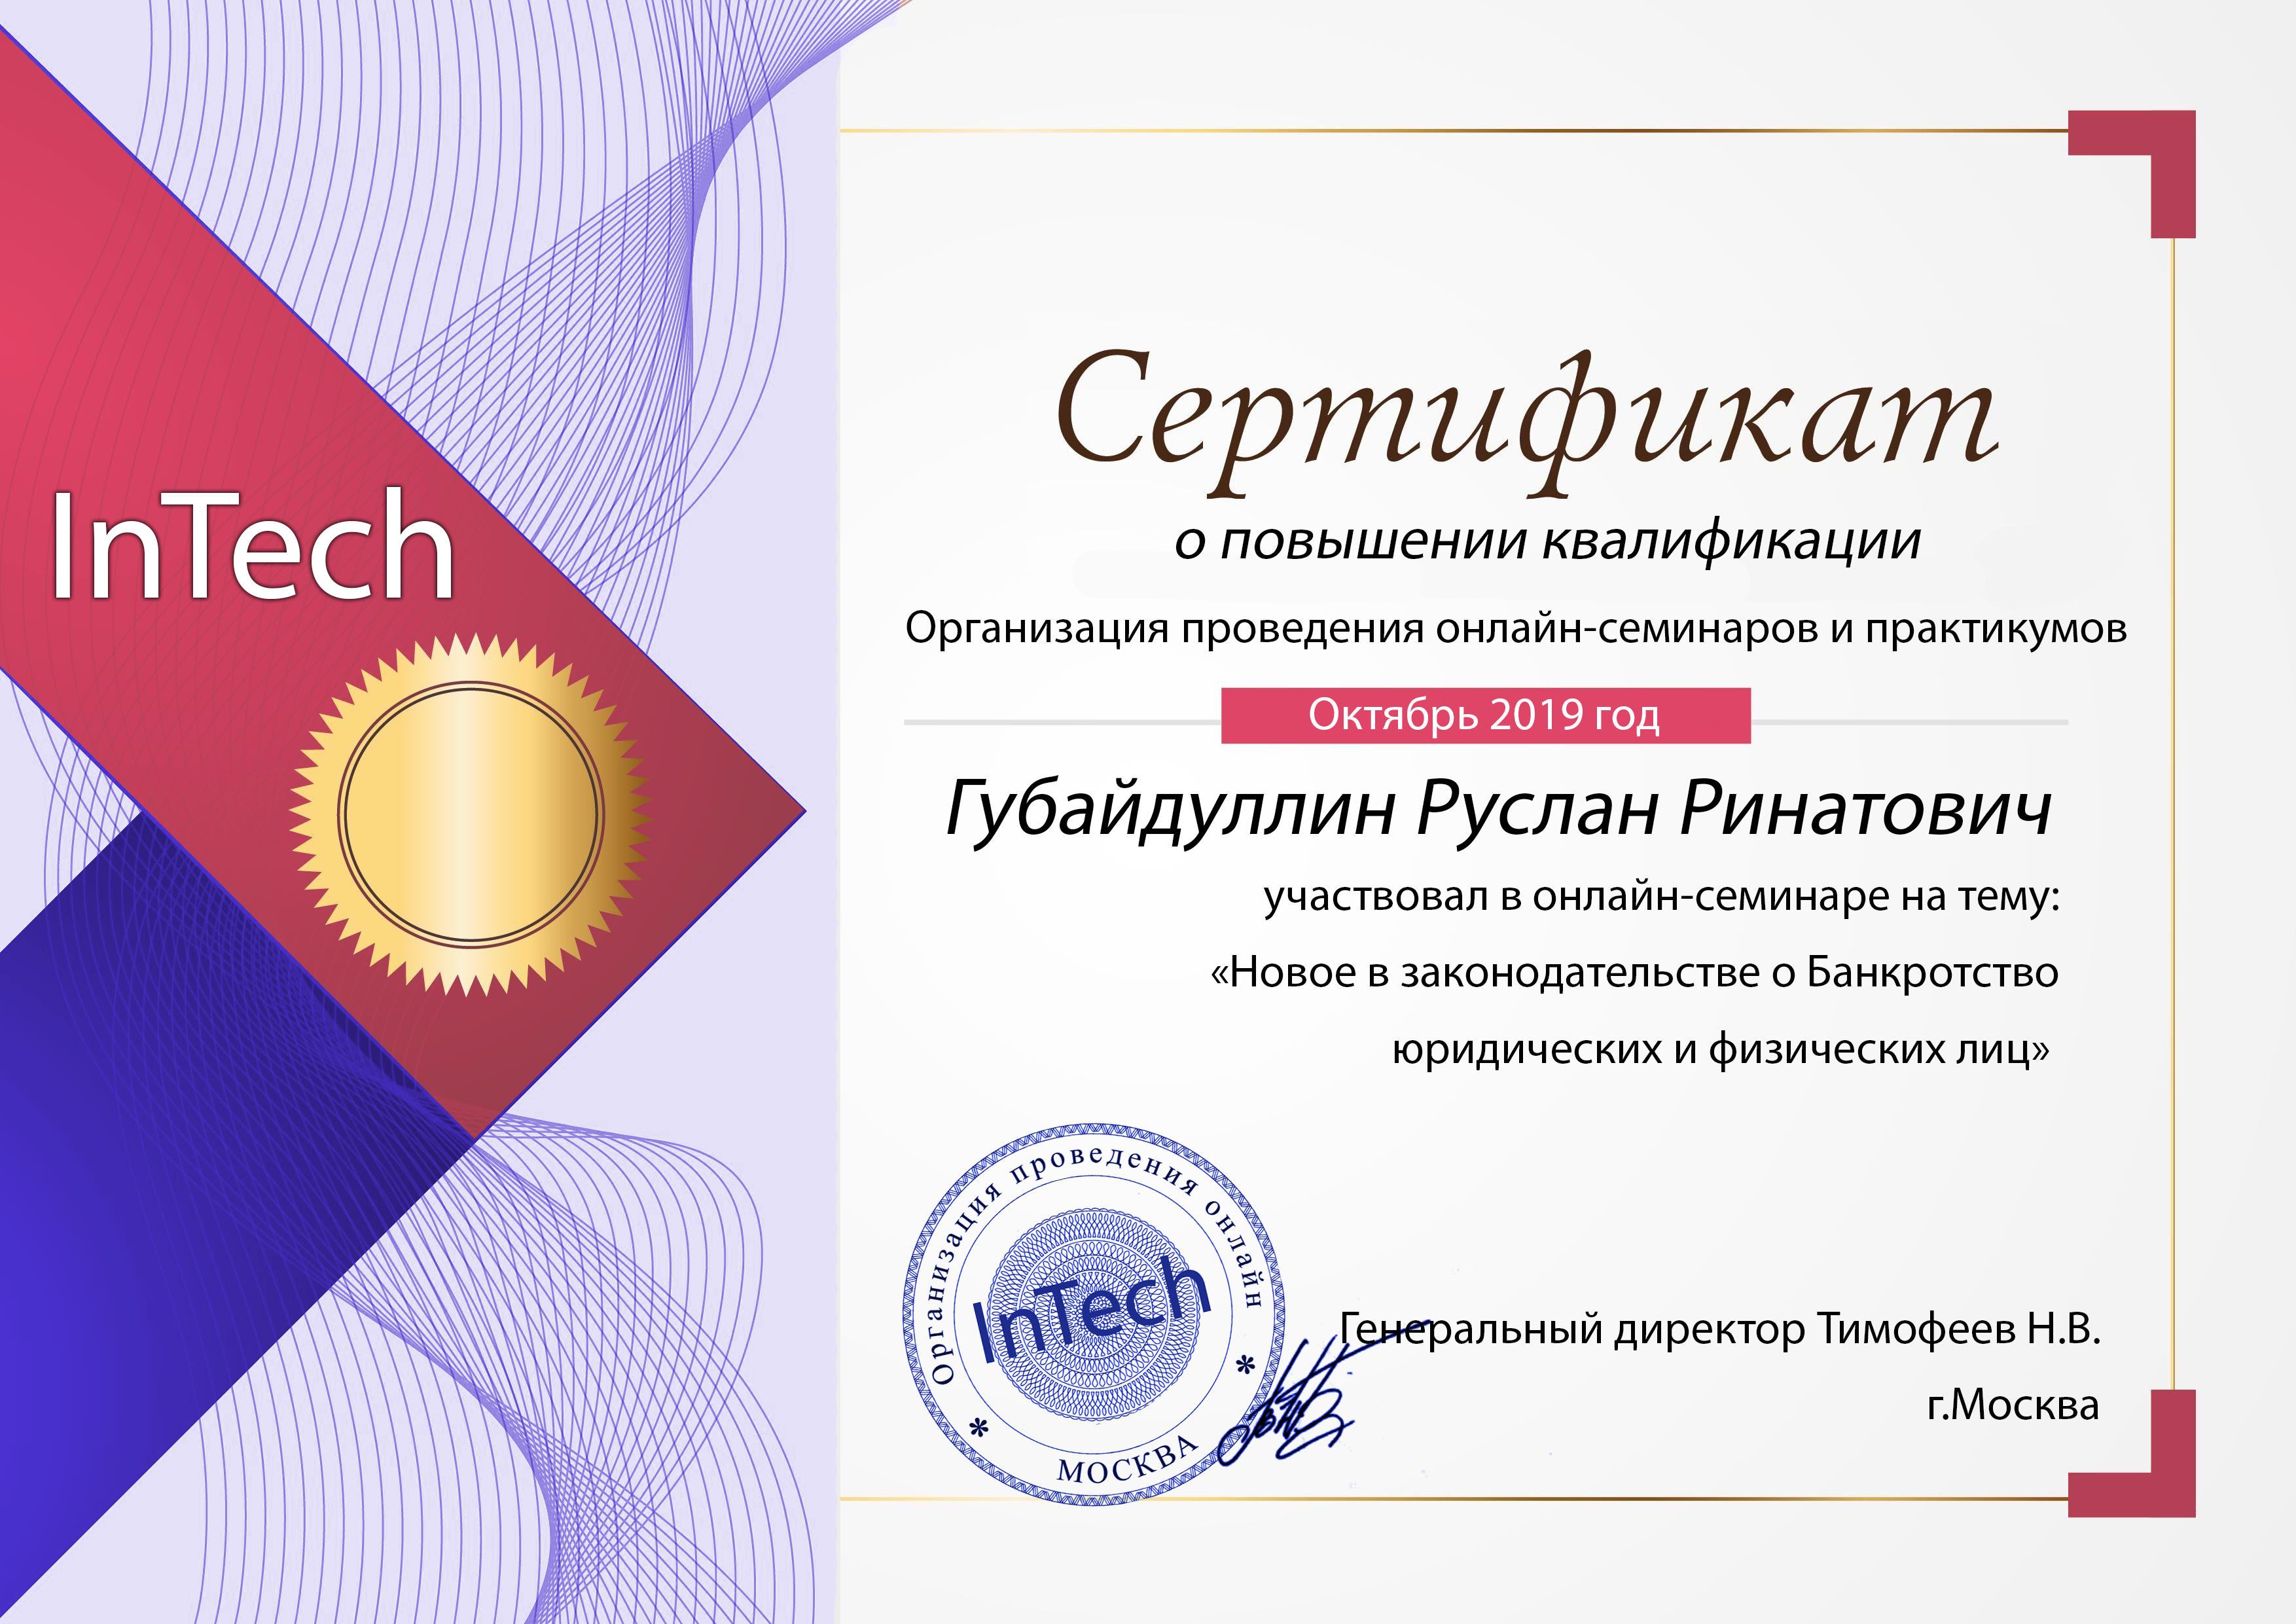 InTech
Сертификат
о повышении квалификации
Организация проведения онлайн-семинаров и практикумов
Октябрь 2019 год
Губайдуллин Руслан Ринатович
участвовал в онлайн-семинаре на тему:
«Новое в законодательстве о Банкротство
юридических и физических лиц»
Организация проведения онлайн
InTech
* МОСКВА *
Генеральный директор Тимофеев Н.В.
г.Москва